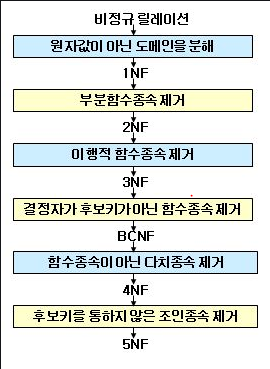 비정규 릴레이션
원자값이 아닌 도메인을 분해
1NF
부분함수종속 제거
2NF
이행적 함수종속 제거
3NF
결정자가 후보키가 아닌 함수종속 제거
BCNF
함수종속이 아닌 다치종속 제거
4NF
후보키를 통하지 않은 조인종속 제거
5NF